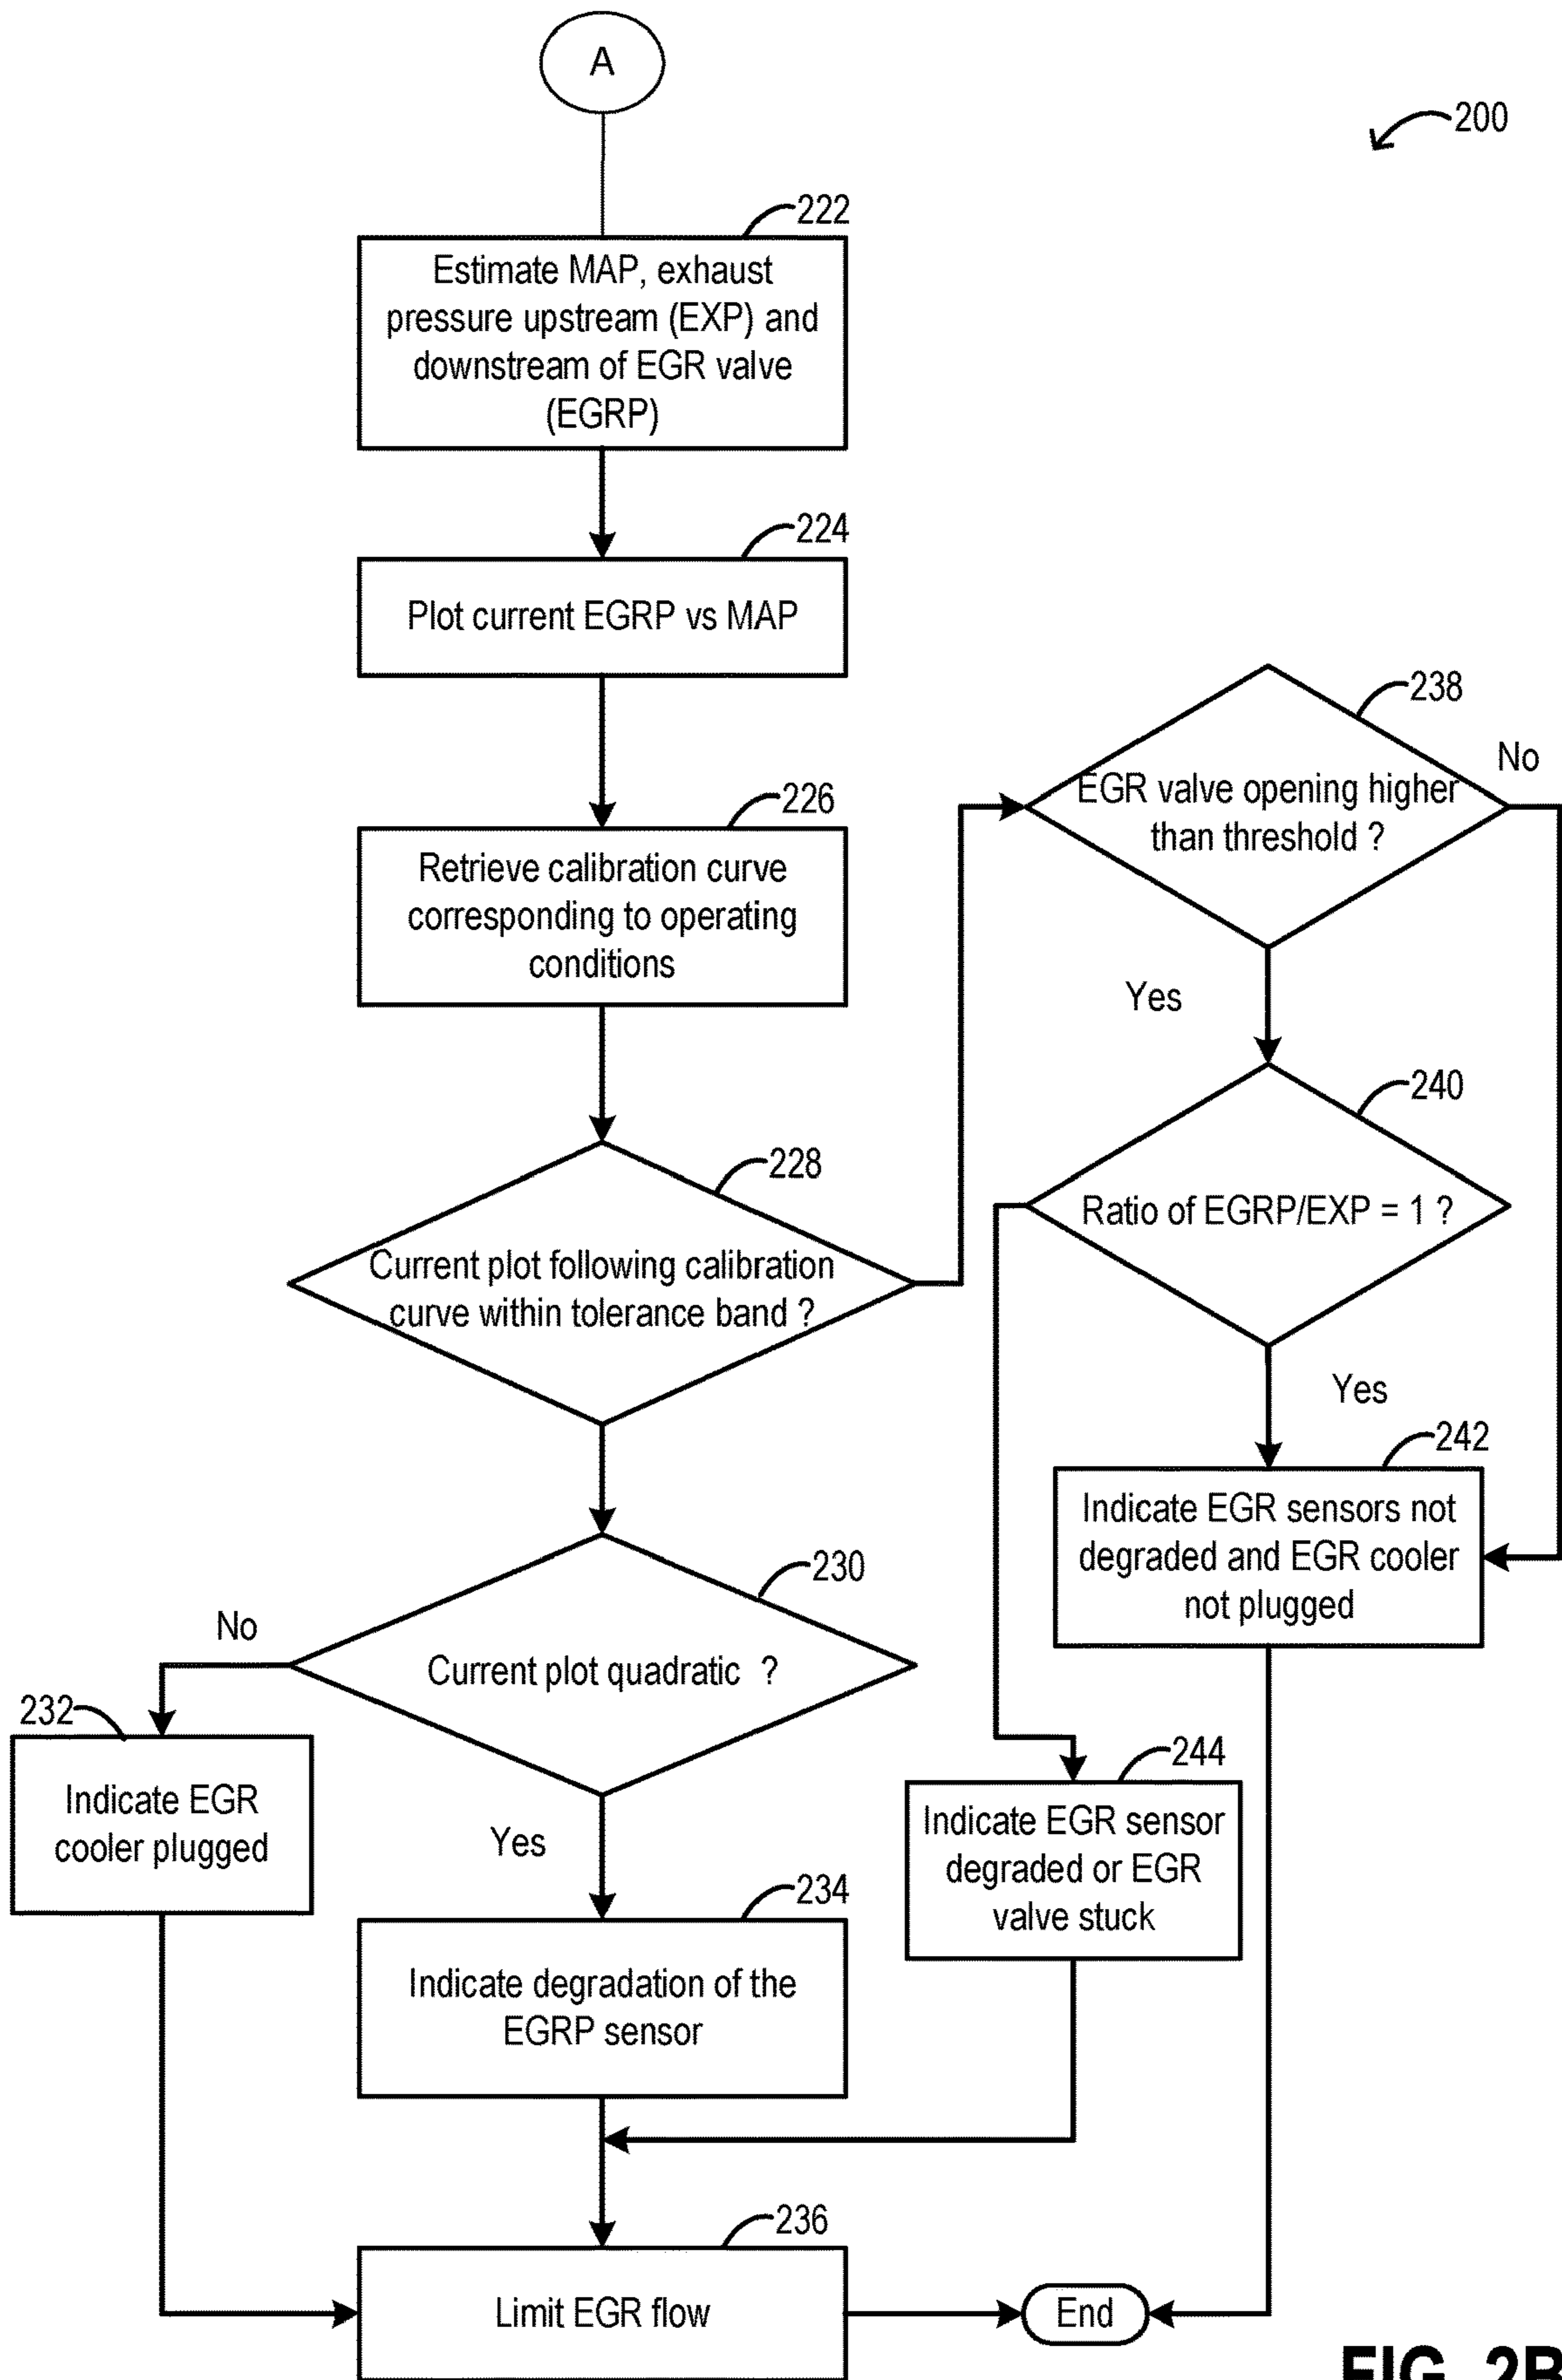 A
200
222
Estimate MAP, exhaust
pressure upstream (EXP) and
downstream of EGR valve
(EGRP)
224
Plot current EGRP vs MAP
226
Retrieve calibration curve
corresponding to operating
conditions
228
Current plot following calibration
curve within tolerance band ?
230
No
Current plot quadratic ?
232
Indicate EGR
cooler plugged
Yes
234
Indicate degradation of the
EGRP sensor
236
Limit EGR flow
238
No
EGR valve opening higher
than threshold ?
Yes
240
Ratio of EGRP/EXP = 1 ?
Yes
242
Indicate EGR sensors not
degraded and EGR cooler
not plugged
244
Indicate EGR sensor
degraded or EGR
valve stuck
End
FIG. 2B